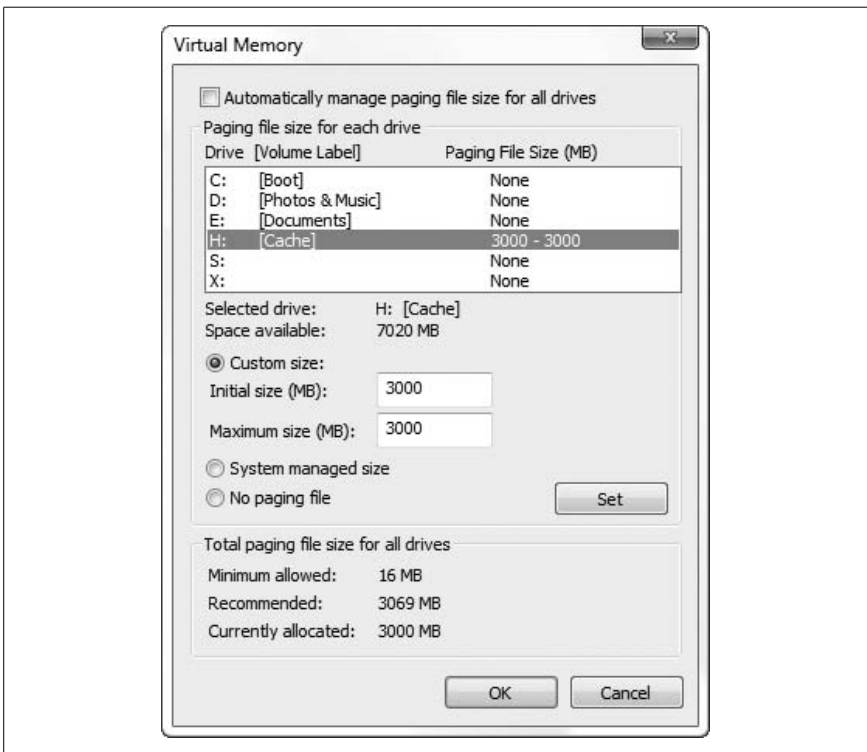 Virtual Memory
Automatically manage paging file size for all drives
Paging file size for each drive
Drive [Volume Label] Paging File Size (MB)
C: [Boot] None
D: [Photos & Music] None
E: [Documents] None
H: [Cache] 3000 - 3000
S: None
X: None
Selected drive: H: [Cache]
Space available: 7020 MB
Custom size:
Initial size (MB): 3000
Maximum size (MB): 3000
System managed size
No paging file
Set
Total paging file size for all drives
Minimum allowed: 16 MB
Recommended: 3069 MB
Currently allocated: 3000 MB
OK Cancel